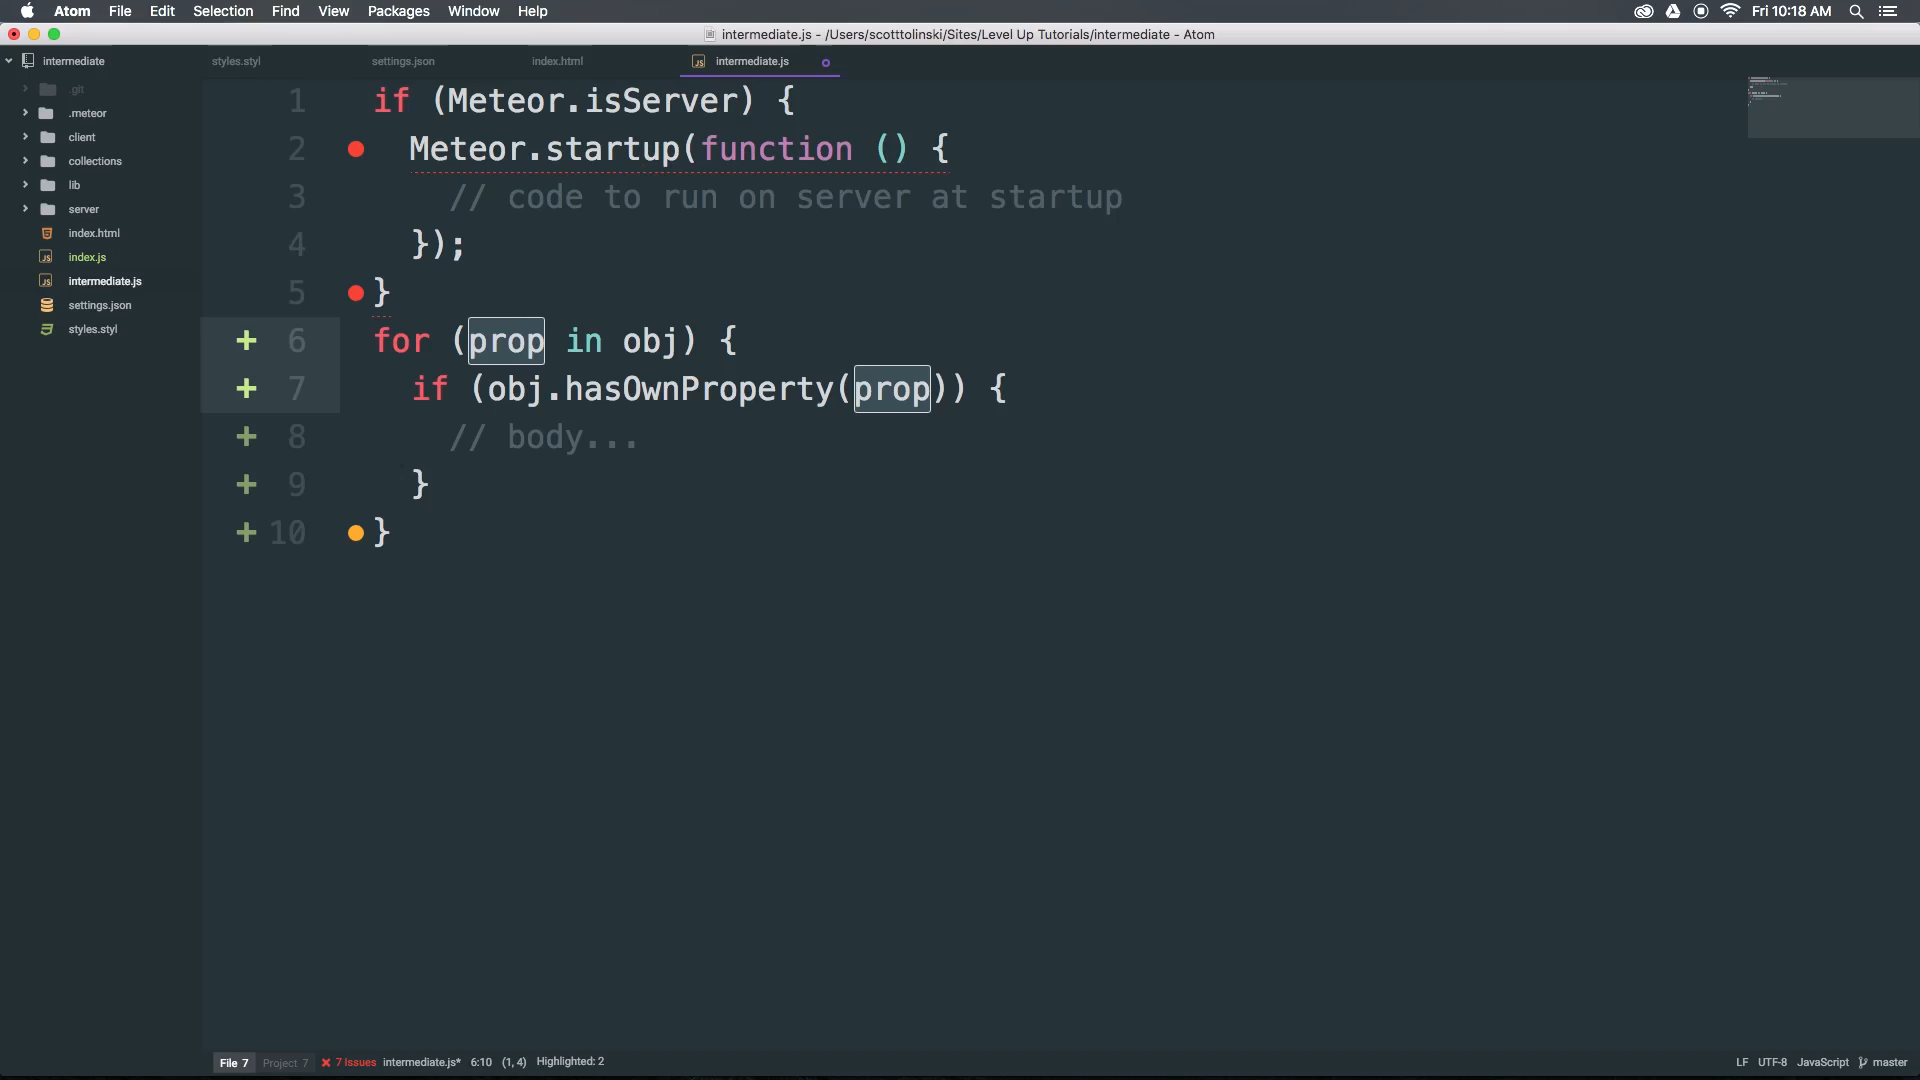 Atom File Edit Selection Find View Packages Window Help Fri 10:18 AM
intermediate.js - /Users/scotttolinski/Sites/Level Up Tutorials/intermediate - Atom
intermediate
.git
.meteor
client
collections
lib
server
index.html
index.js
intermediate.js
settings.json
styles.styl
styles.styl settings.json index.html intermediate.js
1 if (Meteor.isServer) {
2 Meteor.startup(function () {
3 // code to run on server at startup
4 });
5 }
+ 6 for (prop in obj) {
+ 7 if (obj.hasOwnProperty(prop)) {
+ 8 // body...
+ 9 }
+ 10 }
File 7 Project 7 7 Issues intermediate.js* 6:10 (1, 4) Highlighted: 2 LF UTF-8 JavaScript master